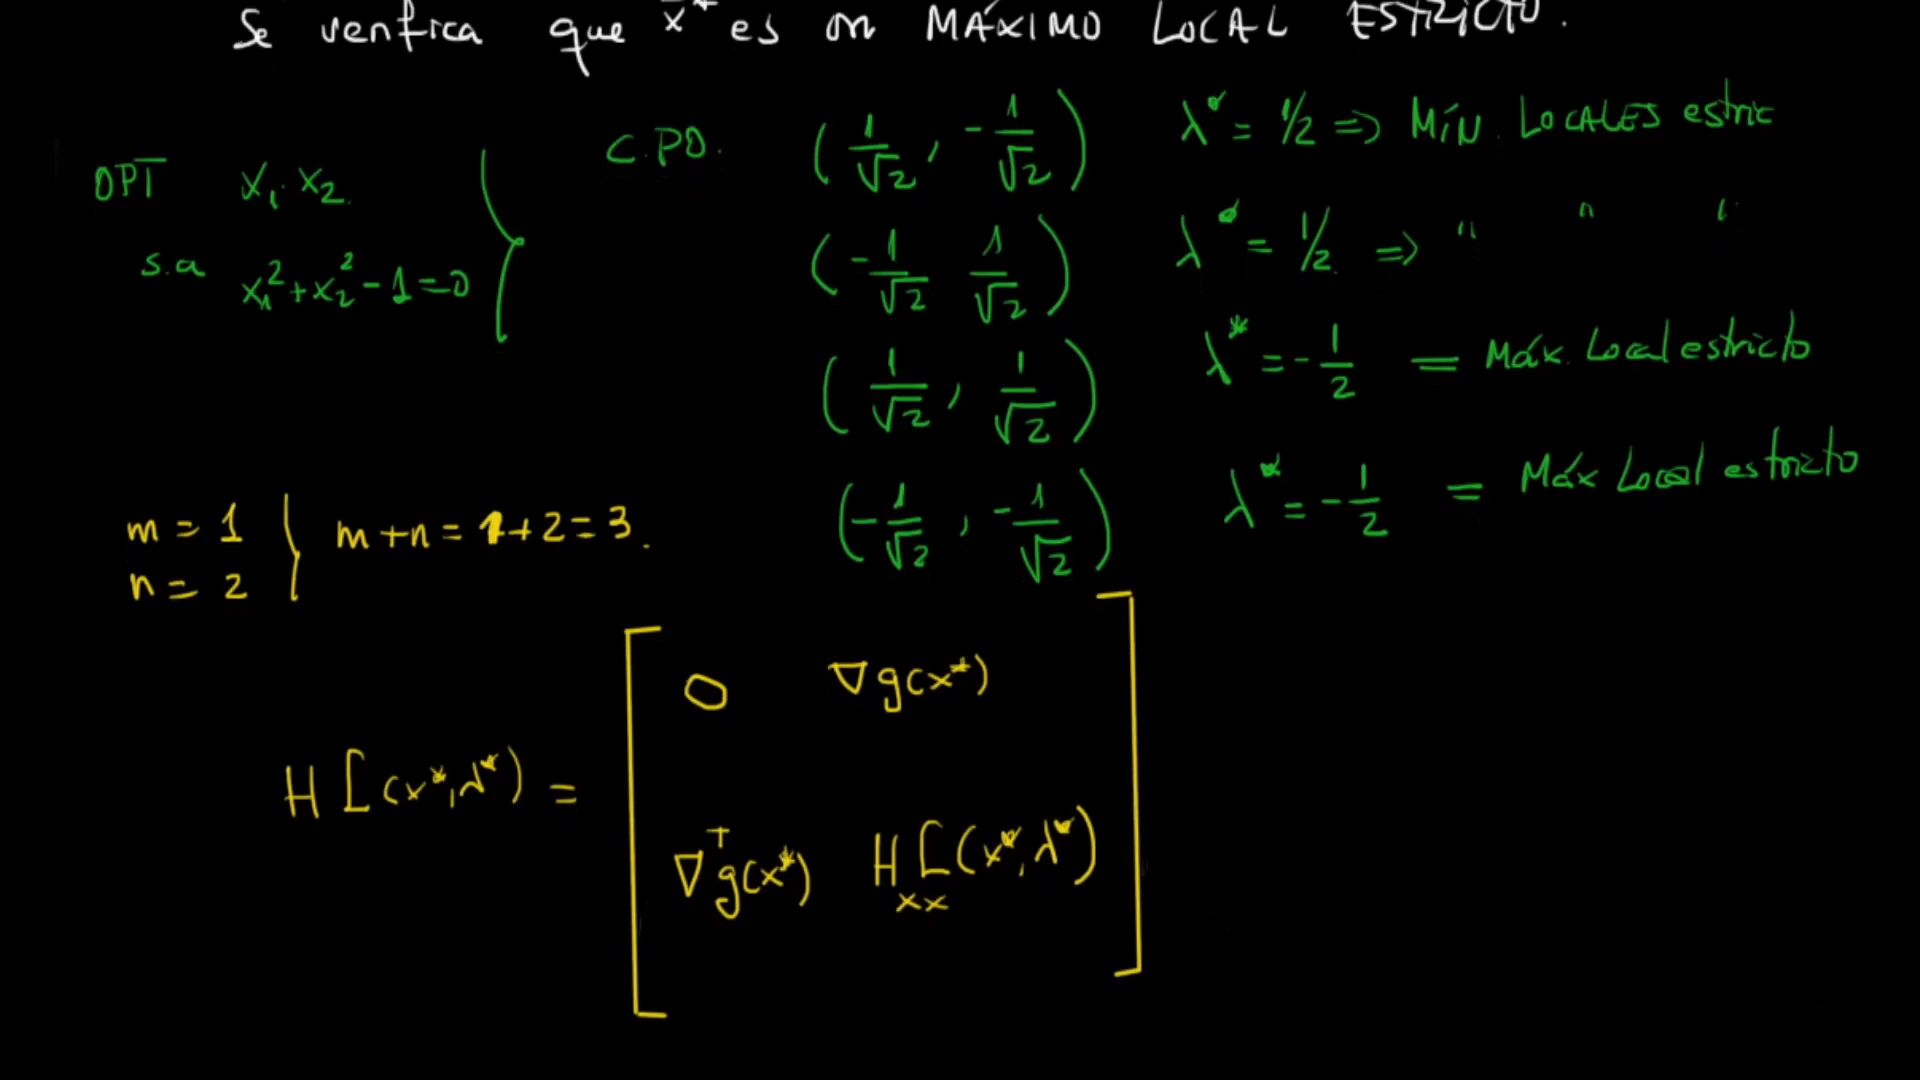 Se verifica que x* es un MÁXIMO LOCAL ESTRICTO.
OPT x₁·x₂.
s.a x₁²+x₂²-1=0
C.PO.
(1/√2, -1/√2) λ* = 1/2 => MÍN. LOCALES estric
(-1/√2 1/√2) λ* = 1/2. => " " "
(1/√2, 1/√2) λ* = -1/2 = Máx. Local estricto
(-1/√2, -1/√2) λ* = -1/2 = Máx Local estricto
m = 1
n = 2
m+n = 1+2=3.
H L(x*,λ*) =
0 ∇g(x*)
∇ᵀg(x*) H L(x*,λ*)
xx